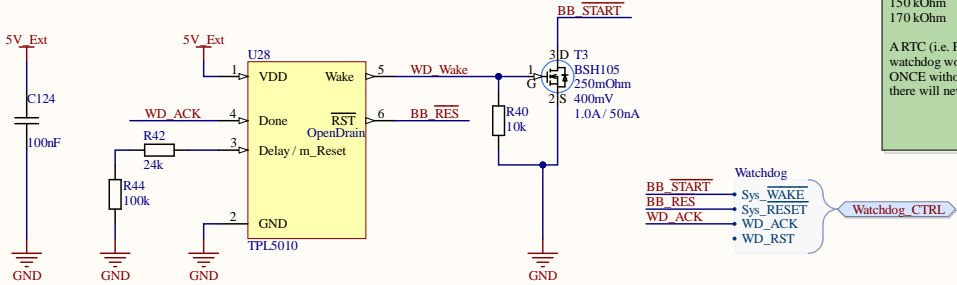 BB_START
150 kOhm
170 kOhm
5V_Ext
5V_Ext
U28
3 D T3
A RTC (i.e.
watchdog
ONCE
there will
1 VDD
Wake 5
WD_Wake
1
G
BSH105
250mOhm
400mV
1.0A / 50nA
2 S
C124
100nF
WD_ACK
4 Done
RST 6
OpenDrain
BB_RES
R40
10k
R42
24k
3 Delay / m_Reset
R44
100k
2 GND
TPL5010
Watchdog
BB_START
Sys_WAKE
BB_RES
Sys_RESET
WD_ACK
WD_ACK
WD_RST
Watchdog_CTRL
GND
GND
GND
GND